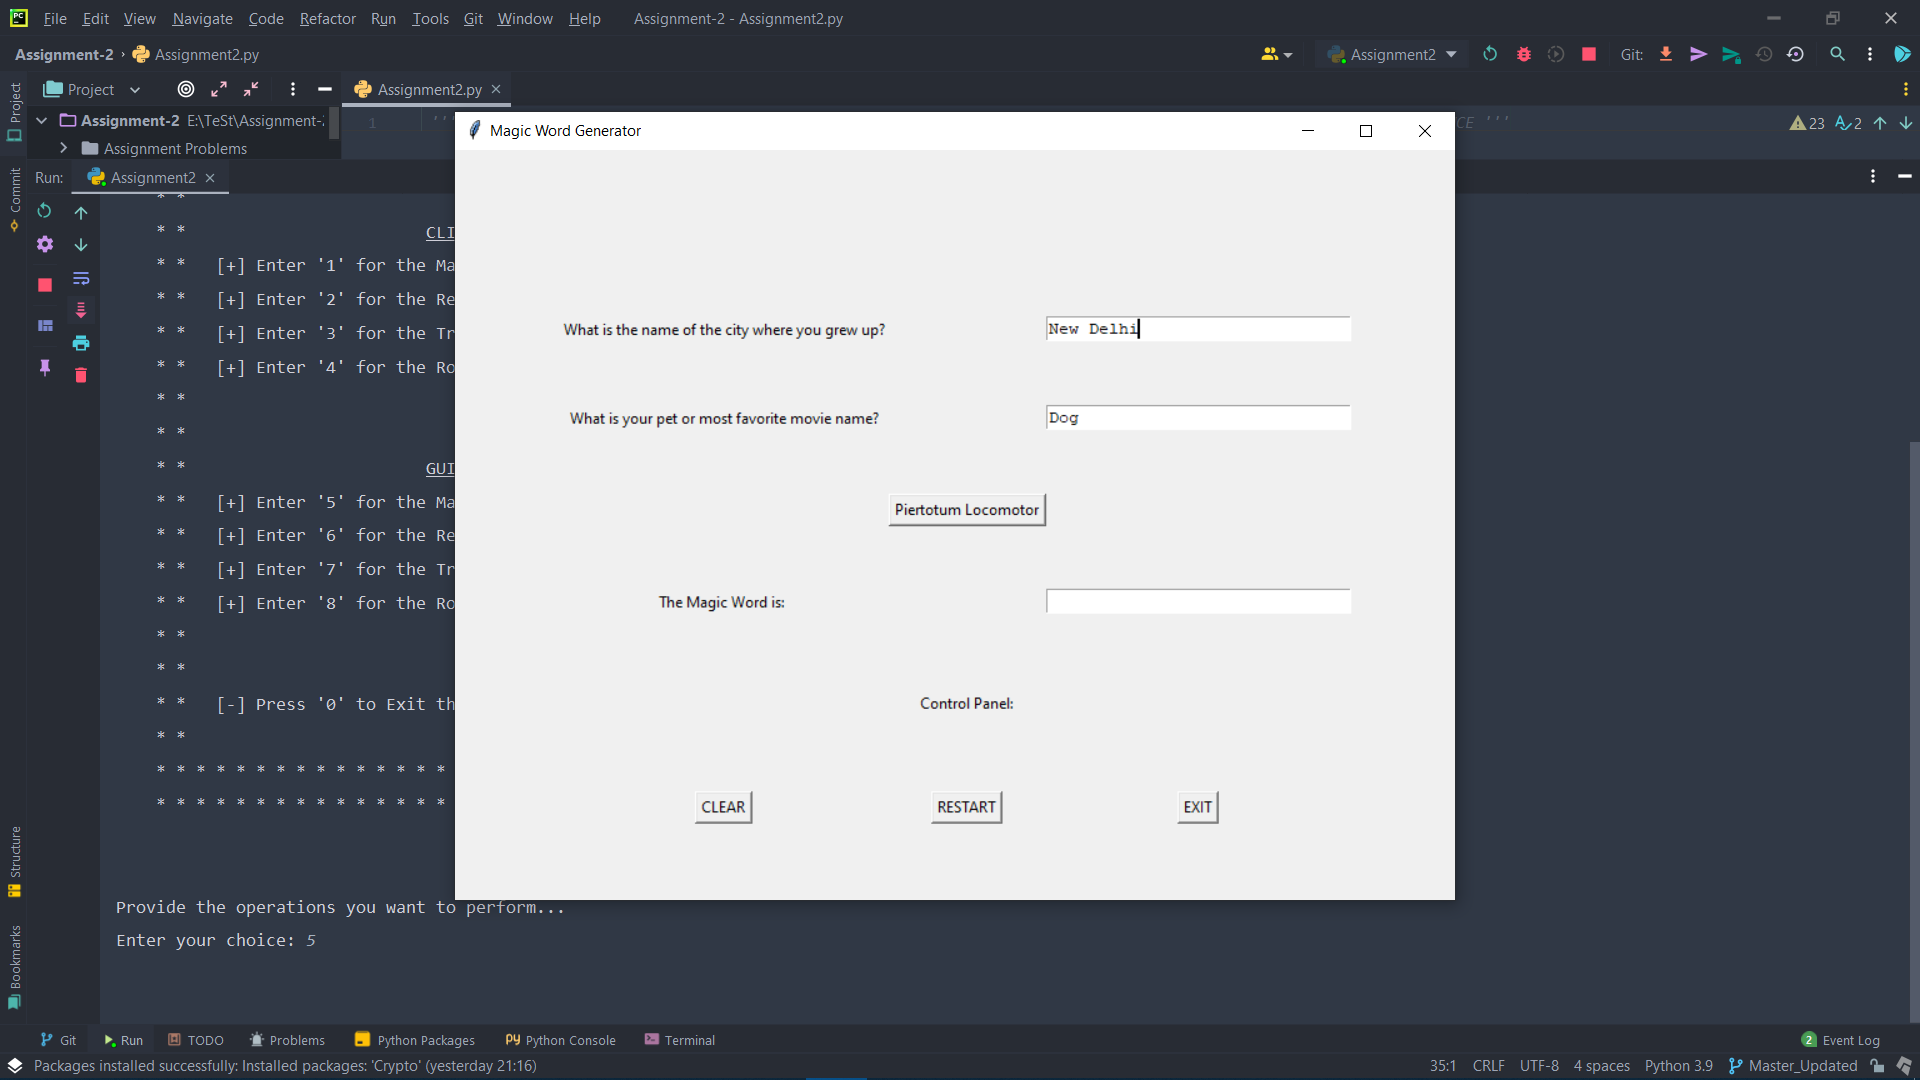 File Edit View Navigate Code Refactor Run Tools Git Window Help Assignment-2 - Assignment2.py
Assignment-2 › Assignment2.py Assignment2 Git:
Project Assignment2.py
Assignment-2 E:\TeSt\Assignment- 1 ''' CE ''' 23 2
Assignment Problems
Run: Assignment2
Project
Commit
Structure
Bookmarks
* *
* * CLI
* * [+] Enter '1' for the Ma
* * [+] Enter '2' for the Re
* * [+] Enter '3' for the Tr
* * [+] Enter '4' for the Ro
* *
* *
* * GUI
* * [+] Enter '5' for the Ma
* * [+] Enter '6' for the Re
* * [+] Enter '7' for the Tr
* * [+] Enter '8' for the Ro
* *
* *
* * [-] Press '0' to Exit th
* *
* * * * * * * * * * * * * * *
* * * * * * * * * * * * * * *
Provide the operations you want to perform...
Enter your choice: 5
Magic Word Generator
What is the name of the city where you grew up? New Delhi
What is your pet or most favorite movie name? Dog
Piertotum Locomotor
The Magic Word is:
Control Panel:
CLEAR RESTART EXIT
Git Run TODO Problems Python Packages Python Console Terminal 2 Event Log
Packages installed successfully: Installed packages: 'Crypto' (yesterday 21:16) 35:1 CRLF UTF-8 4 spaces Python 3.9 Master_Updated